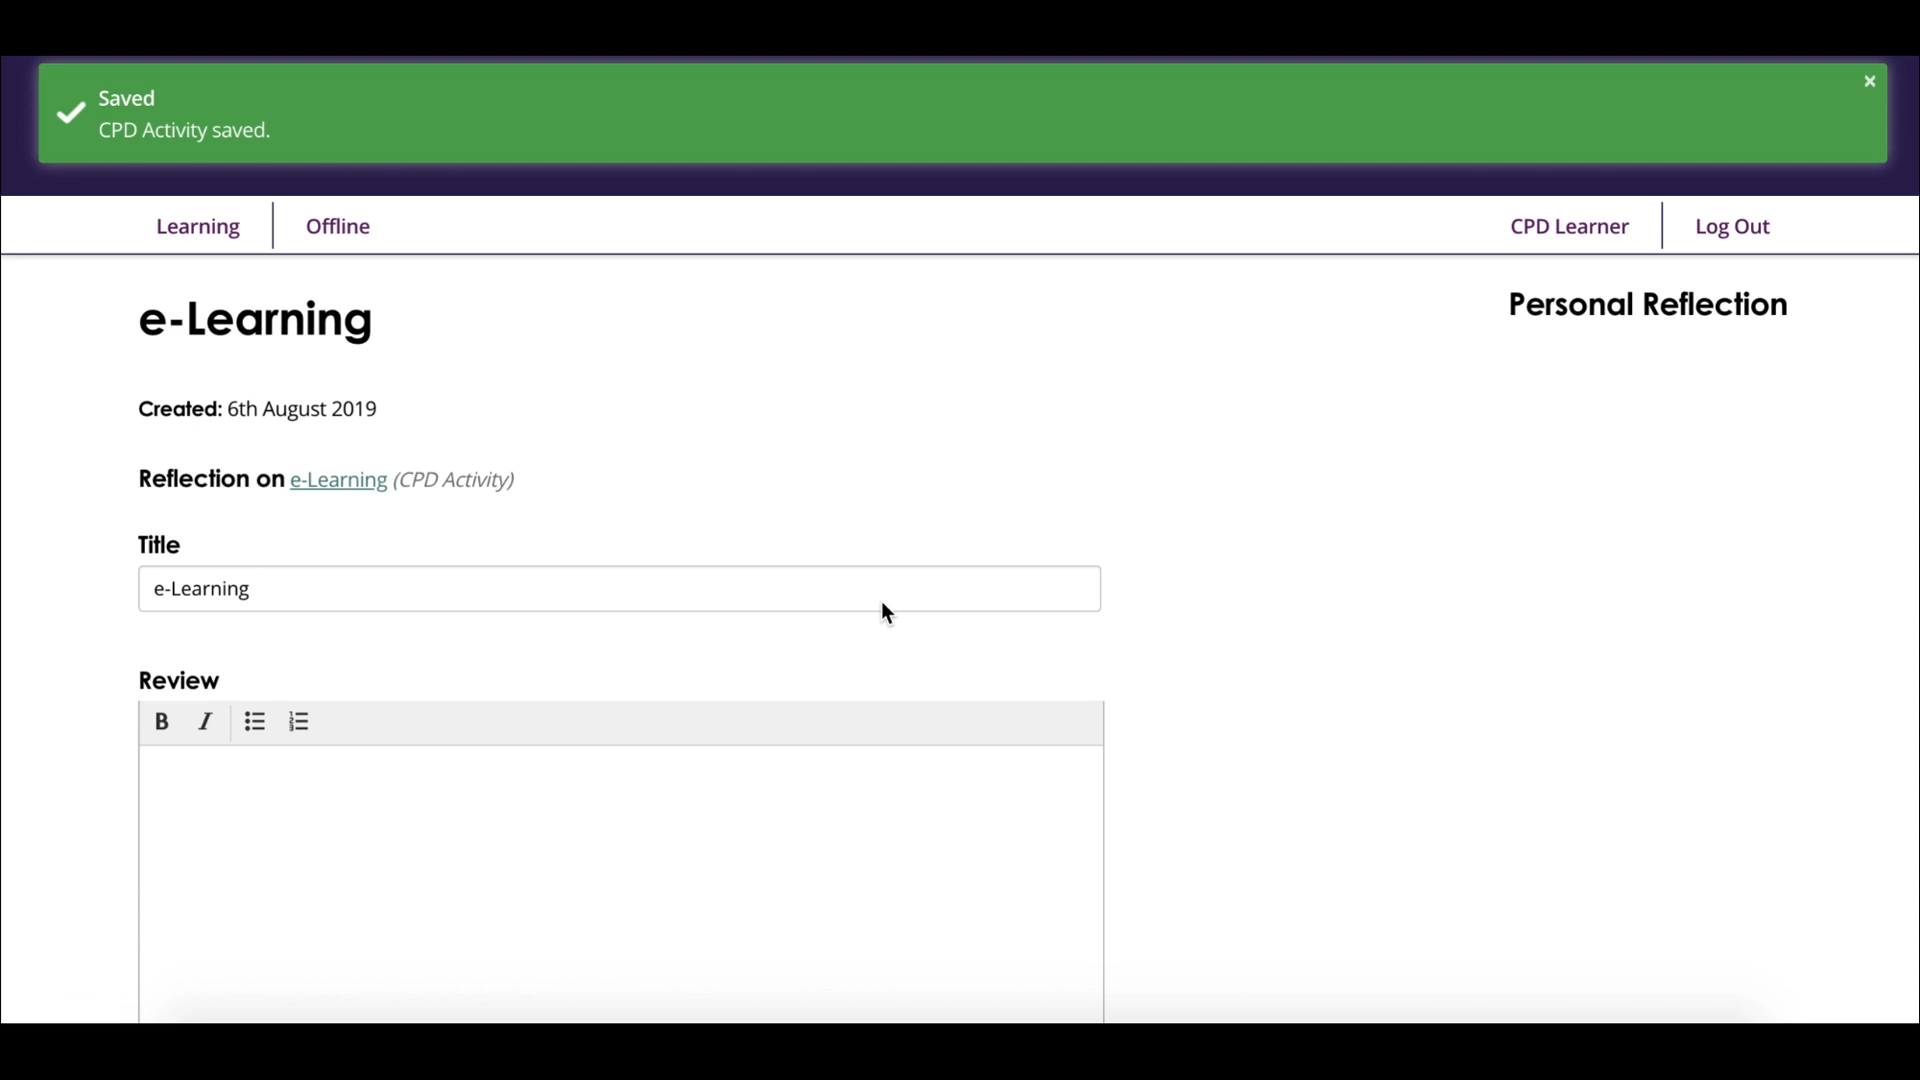 Saved
CPD Activity saved.
×
Learning
Offline
CPD Learner
Log Out
e-Learning
Personal Reflection
Created: 6th August 2019
Reflection on e-Learning (CPD Activity)
Title
e-Learning
Review
B I